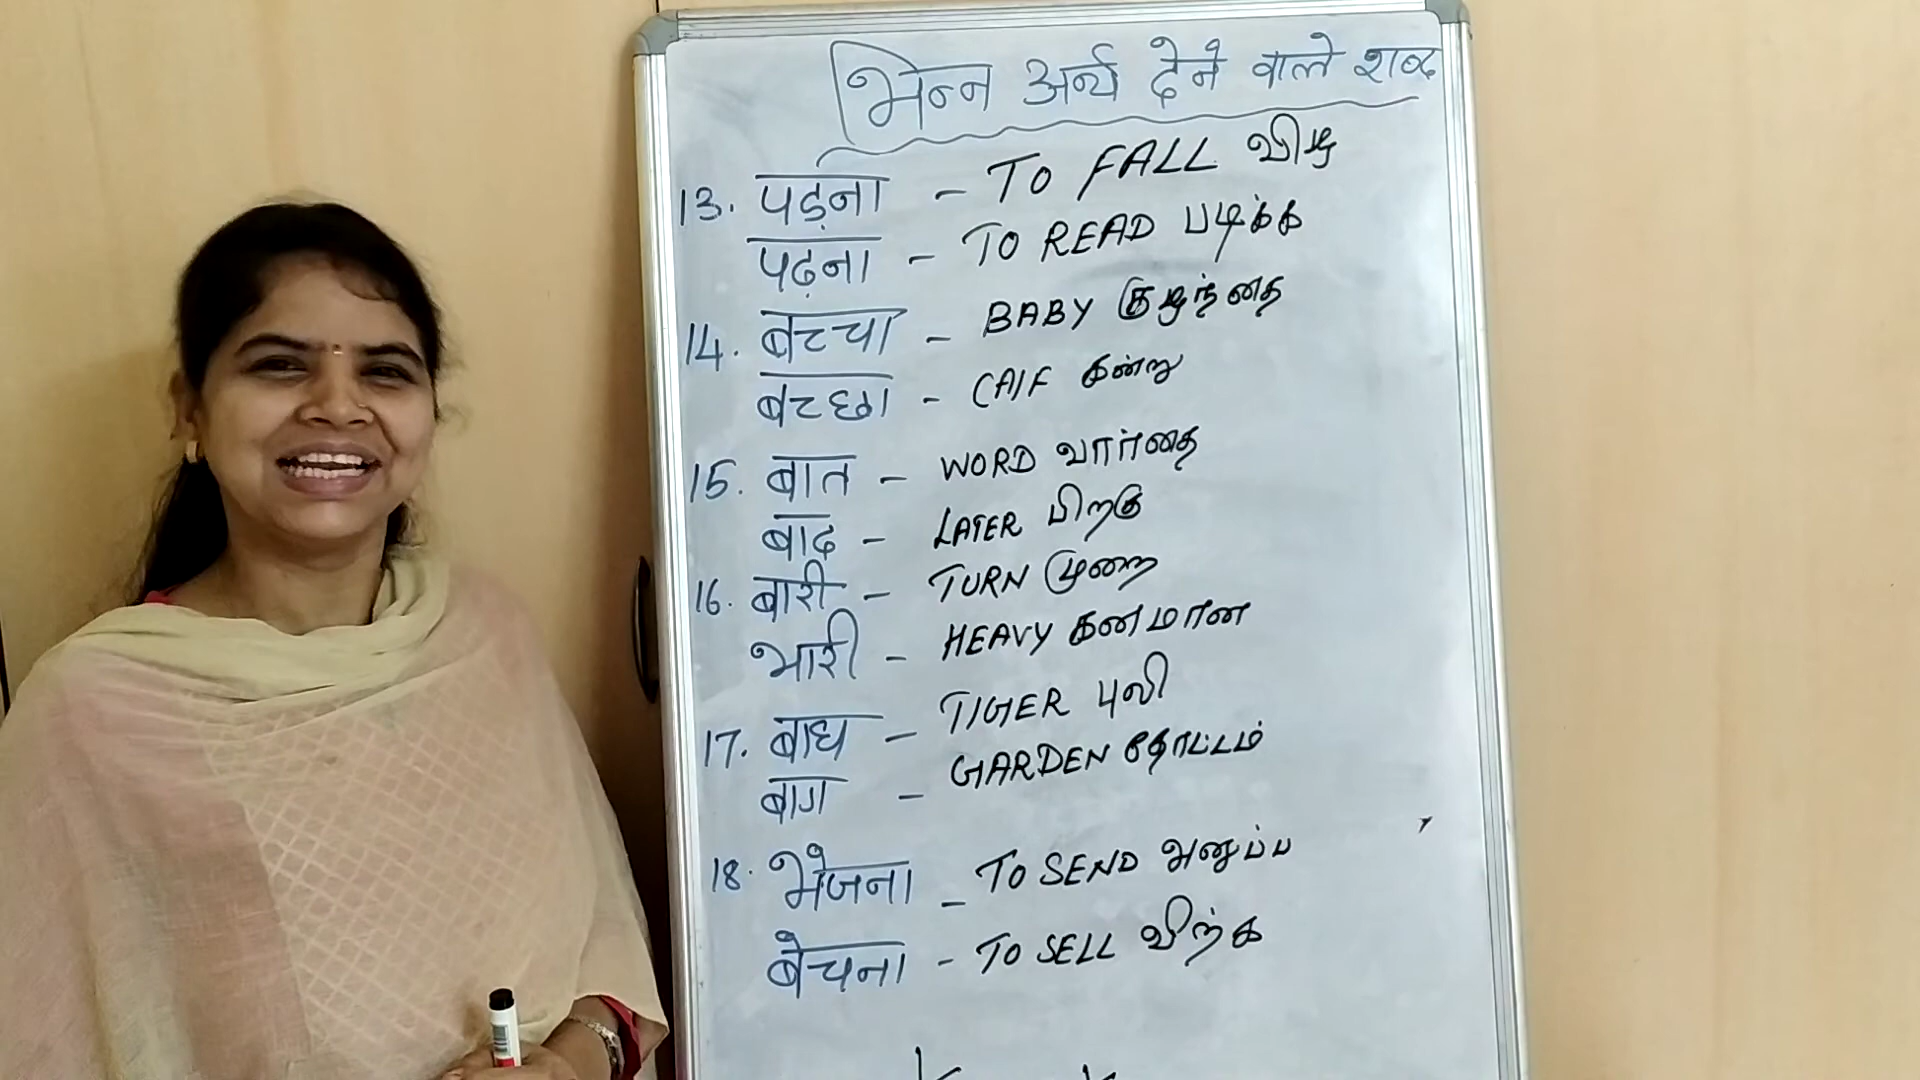 भिन्न अर्थ देने वाले शब्द
13. पड़ना - TO FALL விழ
पढ़ना - TO READ படிக்க
14. बच्चा - BABY குழந்தை
बच्छा - CALF கன்று
15. बात - WORD வார்தை
बाद - LATER பிறகு
16. बारी - TURN முறை
भारी - HEAVY கனமான
17. बाघ - TIGER புலி
बाग - GARDEN தோட்டம்
18. भेजना - TO SEND அனுப்ப
बेचना - TO SELL விற்க